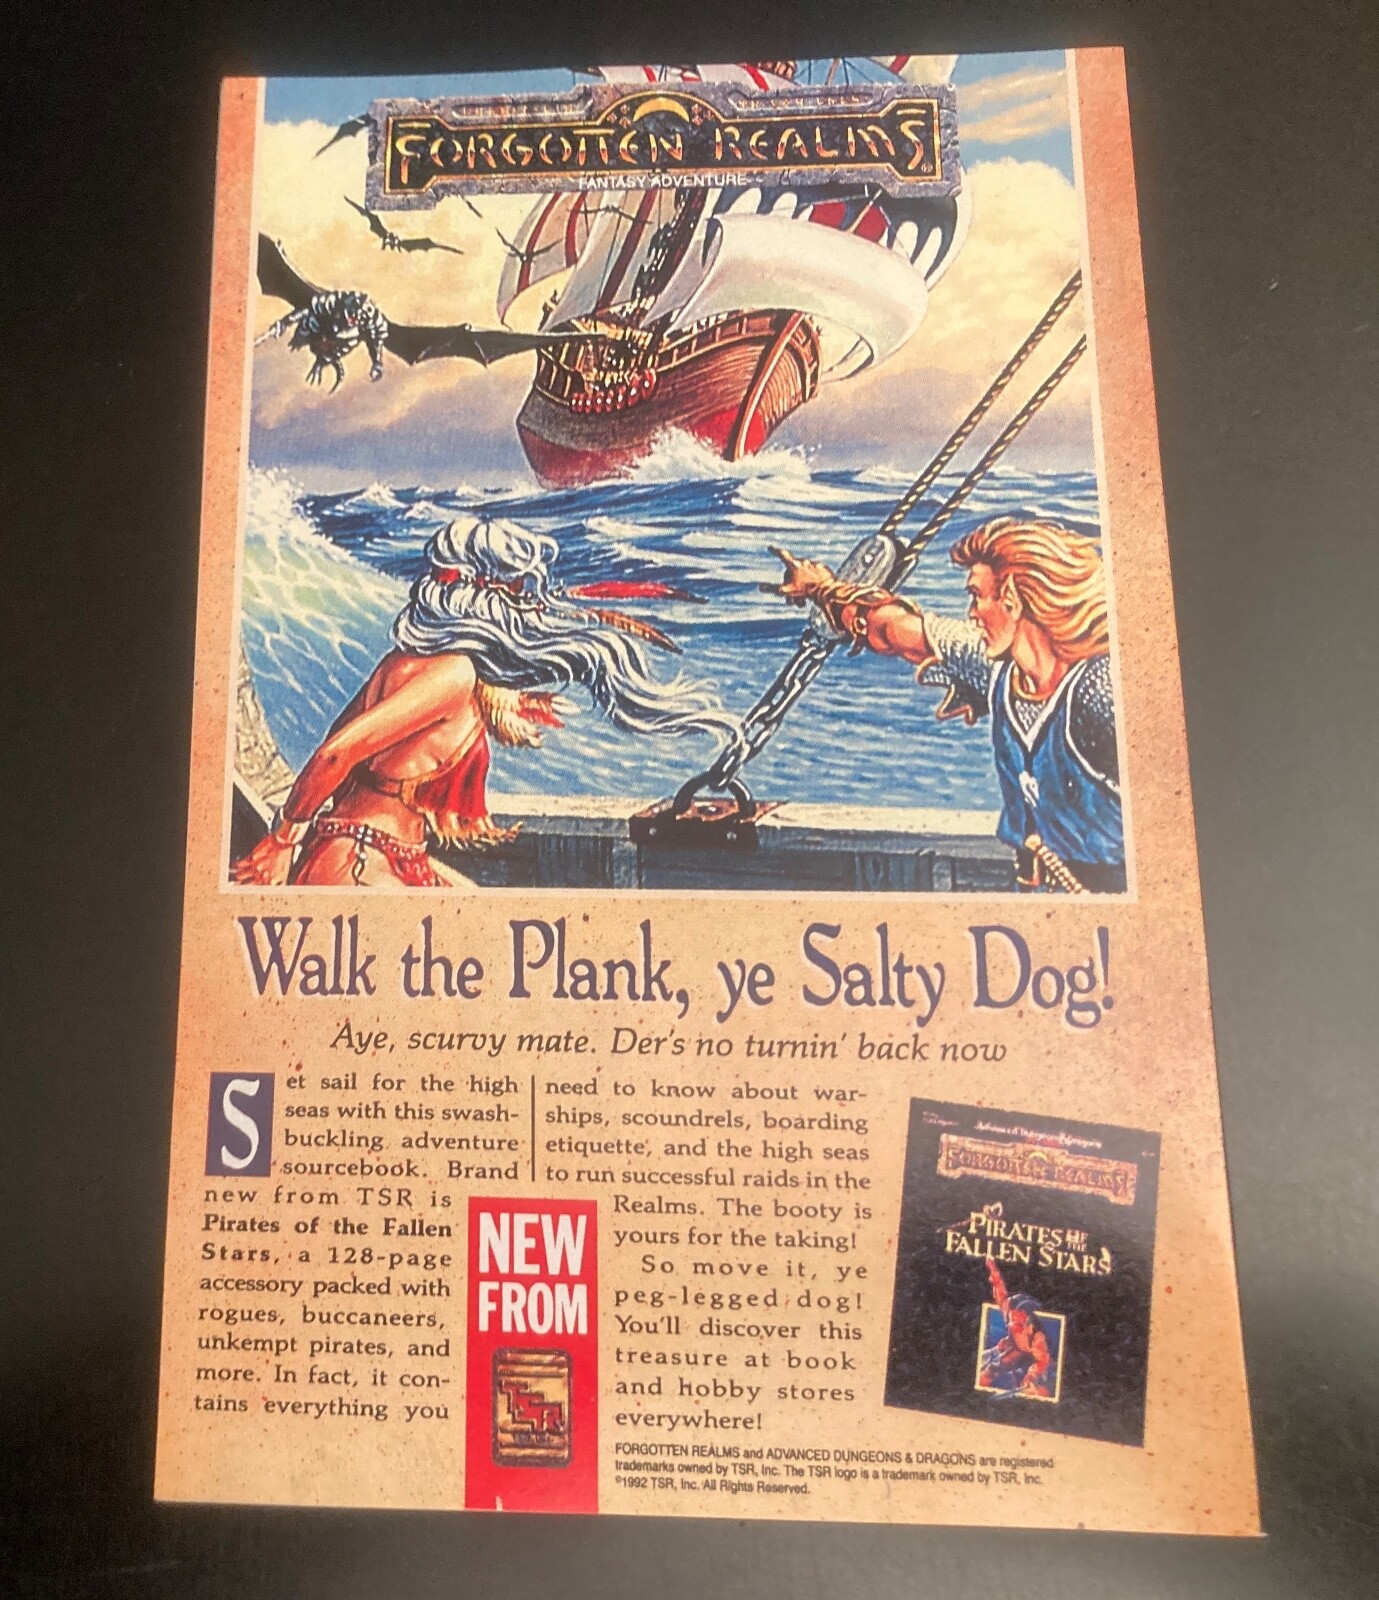 FORGOTTEN REALMS®
FANTASY ADVENTURE
Walk the Plank, ye Salty Dog!
Aye, scurvy mate. Der's no turnin' back now
Set sail for the high
seas with this swash-
buckling adventure
sourcebook. Brand
new from TSR is
Pirates of the Fallen
Stars, a 128-page
accessory packed with
rogues, buccaneers,
unkempt pirates, and
more. In fact, it con-
tains everything you
need to know about war-
ships, scoundrels, boarding
etiquette, and the high seas
to run successful raids in the
Realms. The booty is
yours for the taking!
So move it, ye
peg-legged dog!
You'll discover this
treasure at book
and hobby stores
everywhere!
NEW
FROM
TSR
Advanced Dungeons & Dragons
FORGOTTEN REALMS
PIRATES OF THE
FALLEN STARS
FORGOTTEN REALMS and ADVANCED DUNGEONS & DRAGONS are registered
trademarks owned by TSR, Inc. The TSR logo is a trademark owned by TSR, Inc.
©1992 TSR, Inc. All Rights Reserved.